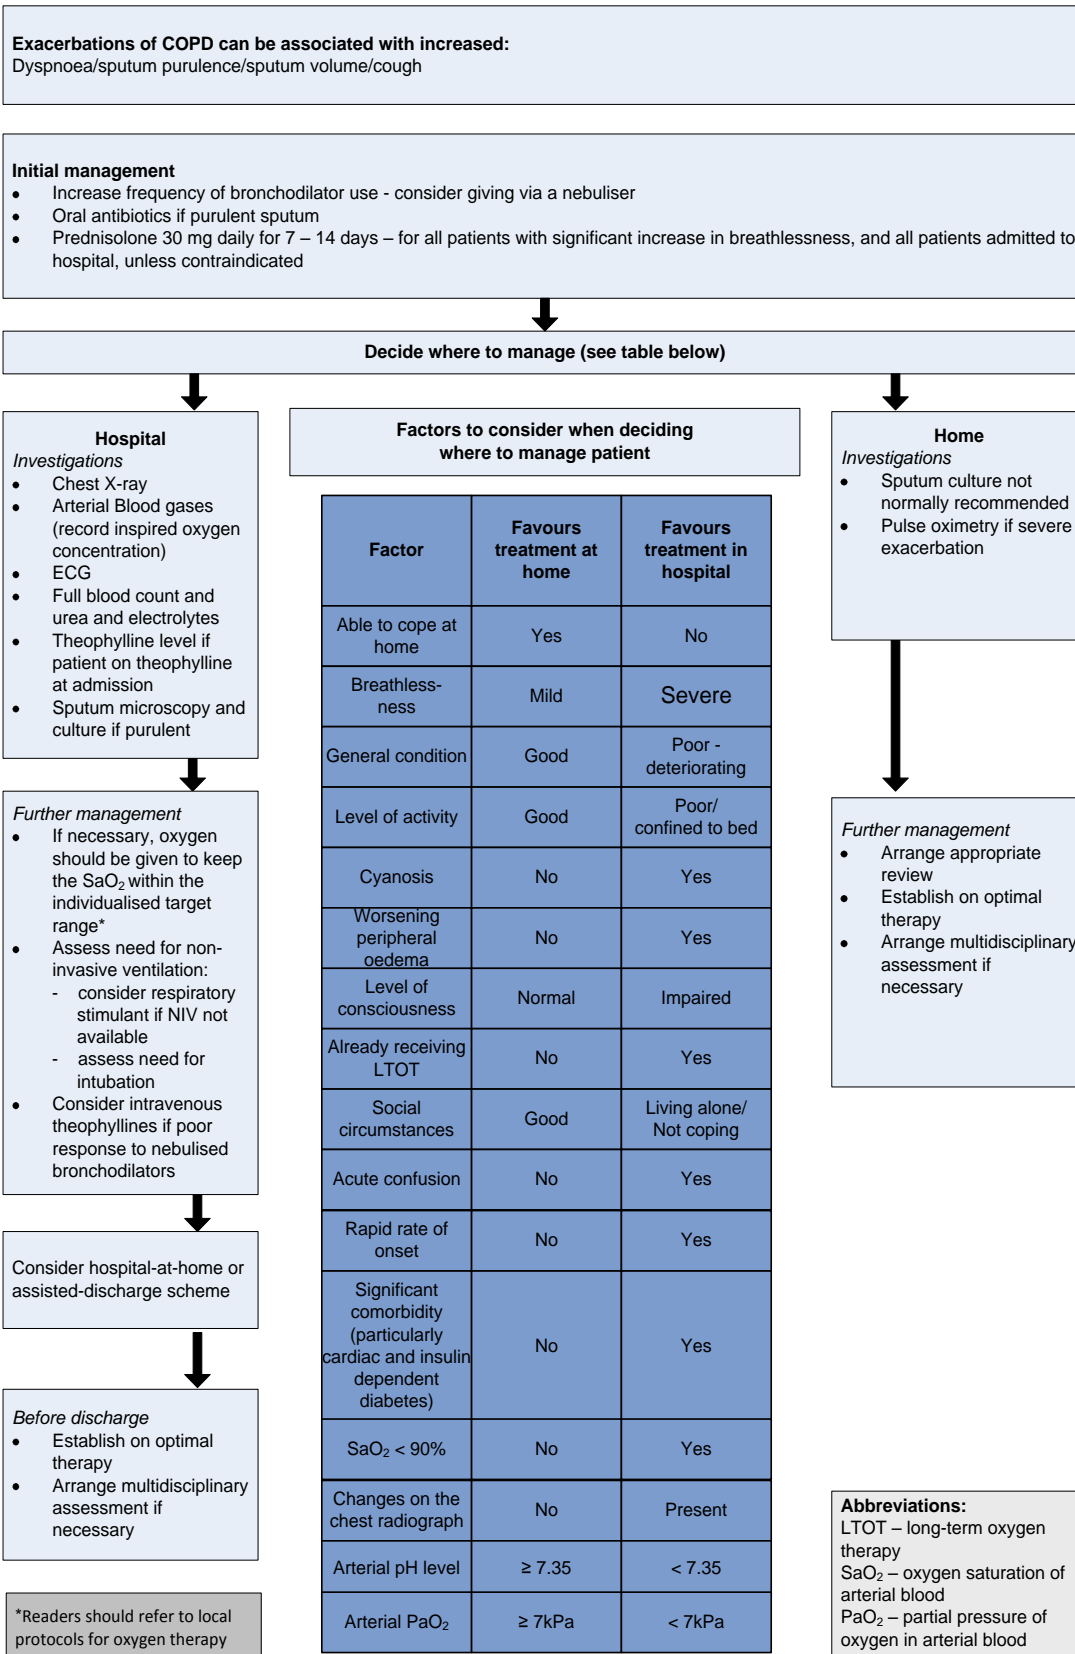 Exacerbations of COPD can be associated with increased:
Dyspnoea/sputum purulence/sputum volume/cough
Initial management
• Increase frequency of bronchodilator use - consider giving via a nebuliser
• Oral antibiotics if purulent sputum
• Prednisolone 30 mg daily for 7 – 14 days – for all patients with significant increase in breathlessness, and all patients admitted to
hospital, unless contraindicated
Decide where to manage (see table below)
Hospital
Investigations
• Chest X-ray
• Arterial Blood gases
(record inspired oxygen
concentration)
• ECG
• Full blood count and
urea and electrolytes
• Theophylline level if
patient on theophylline
at admission
• Sputum microscopy and
culture if purulent
Further management
• If necessary, oxygen
should be given to keep
the SaO₂ within the
individualised target
range*
• Assess need for non-
invasive ventilation:
- consider respiratory
stimulant if NIV not
available
- assess need for
intubation
• Consider intravenous
theophyllines if poor
response to nebulised
bronchodilators
Consider hospital-at-home or
assisted-discharge scheme
Before discharge
• Establish on optimal
therapy
• Arrange multidisciplinary
assessment if
necessary
*Readers should refer to local
protocols for oxygen therapy
Factors to consider when deciding
where to manage patient
Factor
Favours
treatment at
home
Favours
treatment in
hospital
Able to cope at
home
Yes
No
Breathless-
ness
Mild
Severe
General condition
Good
Poor -
deteriorating
Level of activity
Good
Poor/
confined to bed
Cyanosis
No
Yes
Worsening
peripheral
oedema
No
Yes
Level of
consciousness
Normal
Impaired
Already receiving
LTOT
No
Yes
Social
circumstances
Good
Living alone/
Not coping
Acute confusion
No
Yes
Rapid rate of
onset
No
Yes
Significant
comorbidity
(particularly
cardiac and insulin
dependent
diabetes)
No
Yes
SaO₂ < 90%
No
Yes
Changes on the
chest radiograph
No
Present
Arterial pH level
≥ 7.35
< 7.35
Arterial PaO₂
≥ 7kPa
< 7kPa
Home
Investigations
• Sputum culture not
normally recommended
• Pulse oximetry if severe
exacerbation
Further management
• Arrange appropriate
review
• Establish on optimal
therapy
• Arrange multidisciplinary
assessment if
necessary
Abbreviations:
LTOT – long-term oxygen
therapy
SaO₂ – oxygen saturation of
arterial blood
PaO₂ – partial pressure of
oxygen in arterial blood